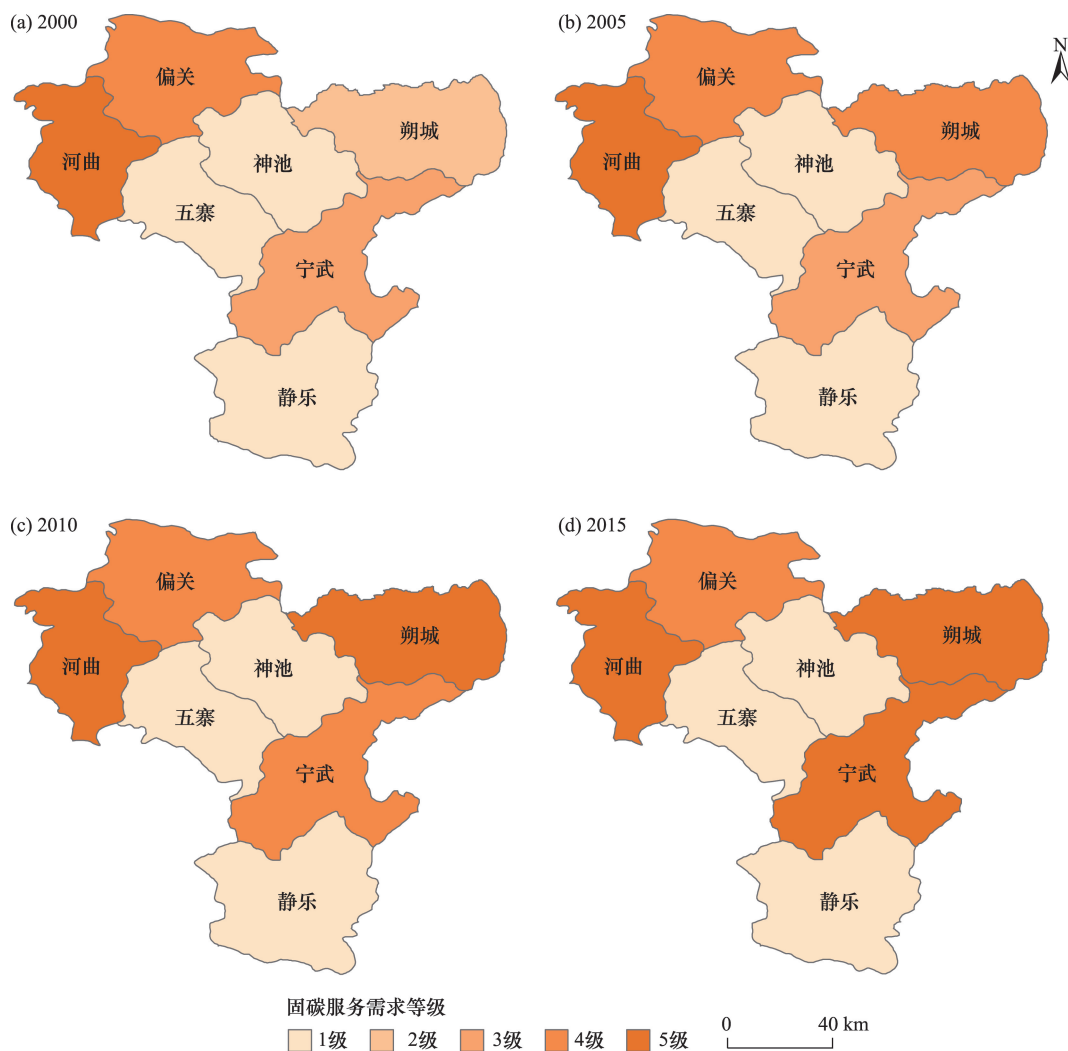 (a) 2000
偏关
朔城
河曲
神池
五寨
宁武
静乐
(b) 2005
N
偏关
朔城
河曲
神池
五寨
宁武
静乐
(c) 2010
偏关
朔城
河曲
神池
五寨
宁武
静乐
(d) 2015
偏关
朔城
河曲
神池
五寨
宁武
静乐
固碳服务需求等级
1级 2级 3级 4级 5级
0 40 km